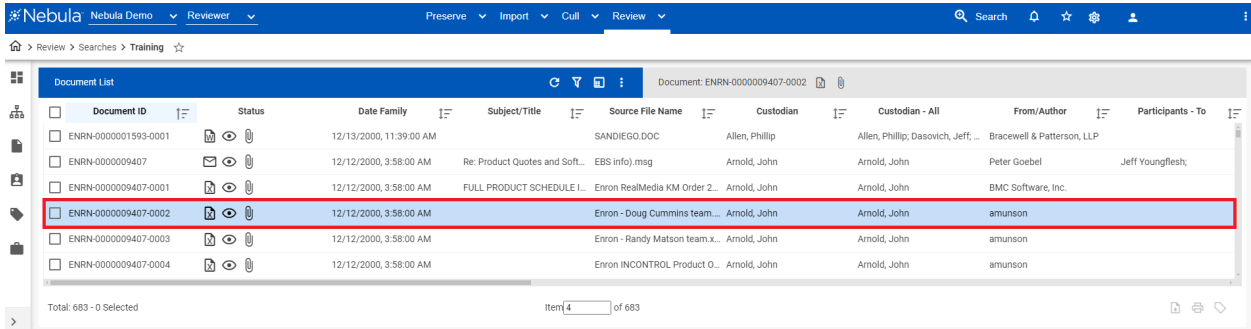 Nebula Nebula Demo Reviewer Preserve Import Cull Review Search
> Review > Searches > Training
Document List Document: ENRN-0000009407-0002
Document ID Status Date Family Subject/Title Source File Name Custodian Custodian - All From/Author Participants - To
ENRN-0000001593-0001 12/13/2000, 11:39:00 AM SANDIEGO.DOC Allen, Phillip Allen, Phillip; Dasovich, Jeff; ... Bracewell & Patterson, LLP
ENRN-0000009407 12/12/2000, 3:58:00 AM Re: Product Quotes and Soft... EBS info).msg Arnold, John Arnold, John Peter Goebel Jeff Youngflesh;
ENRN-0000009407-0001 12/12/2000, 3:58:00 AM FULL PRODUCT SCHEDULE I... Enron RealMedia KM Order 2... Arnold, John Arnold, John BMC Software, Inc.
ENRN-0000009407-0002 12/12/2000, 3:58:00 AM Enron - Doug Cummins team.... Arnold, John Arnold, John amunson
ENRN-0000009407-0003 12/12/2000, 3:58:00 AM Enron - Randy Matson team.x... Arnold, John Arnold, John amunson
ENRN-0000009407-0004 12/12/2000, 3:58:00 AM Enron INCONTROL Product O... Arnold, John Arnold, John amunson
Total: 683 - 0 Selected Item 4 of 683